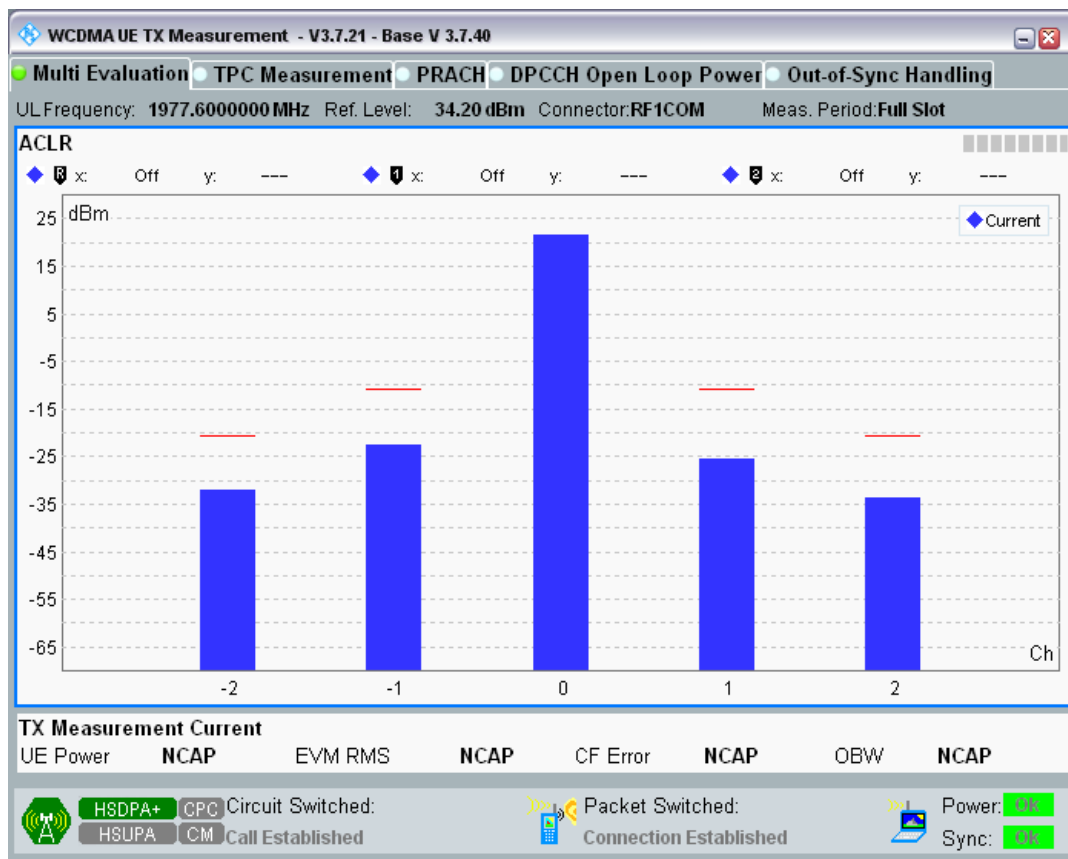 WCDMA UE TX Measurement - V3.7.21 - Base V 3.7.40
Multi Evaluation TPC Measurement PRACH DPCCH Open Loop Power Out-of-Sync Handling
UL Frequency: 1977.6000000 MHz Ref. Level: 34.20 dBm Connector:RF1COM Meas. Period:Full Slot
ACLR
R x: Off y: --- 1 x: Off y: --- 2 x: Off y: ---
dBm
Current
25
15
5
-5
-15
-25
-35
-45
-55
-65
Ch
-2 -1 0 1 2
TX Measurement Current
UE Power NCAP EVM RMS NCAP CF Error NCAP OBW NCAP
HSDPA+ CPC Circuit Switched: Packet Switched: Power: OK
HSUPA CM Call Established Connection Established Sync: OK